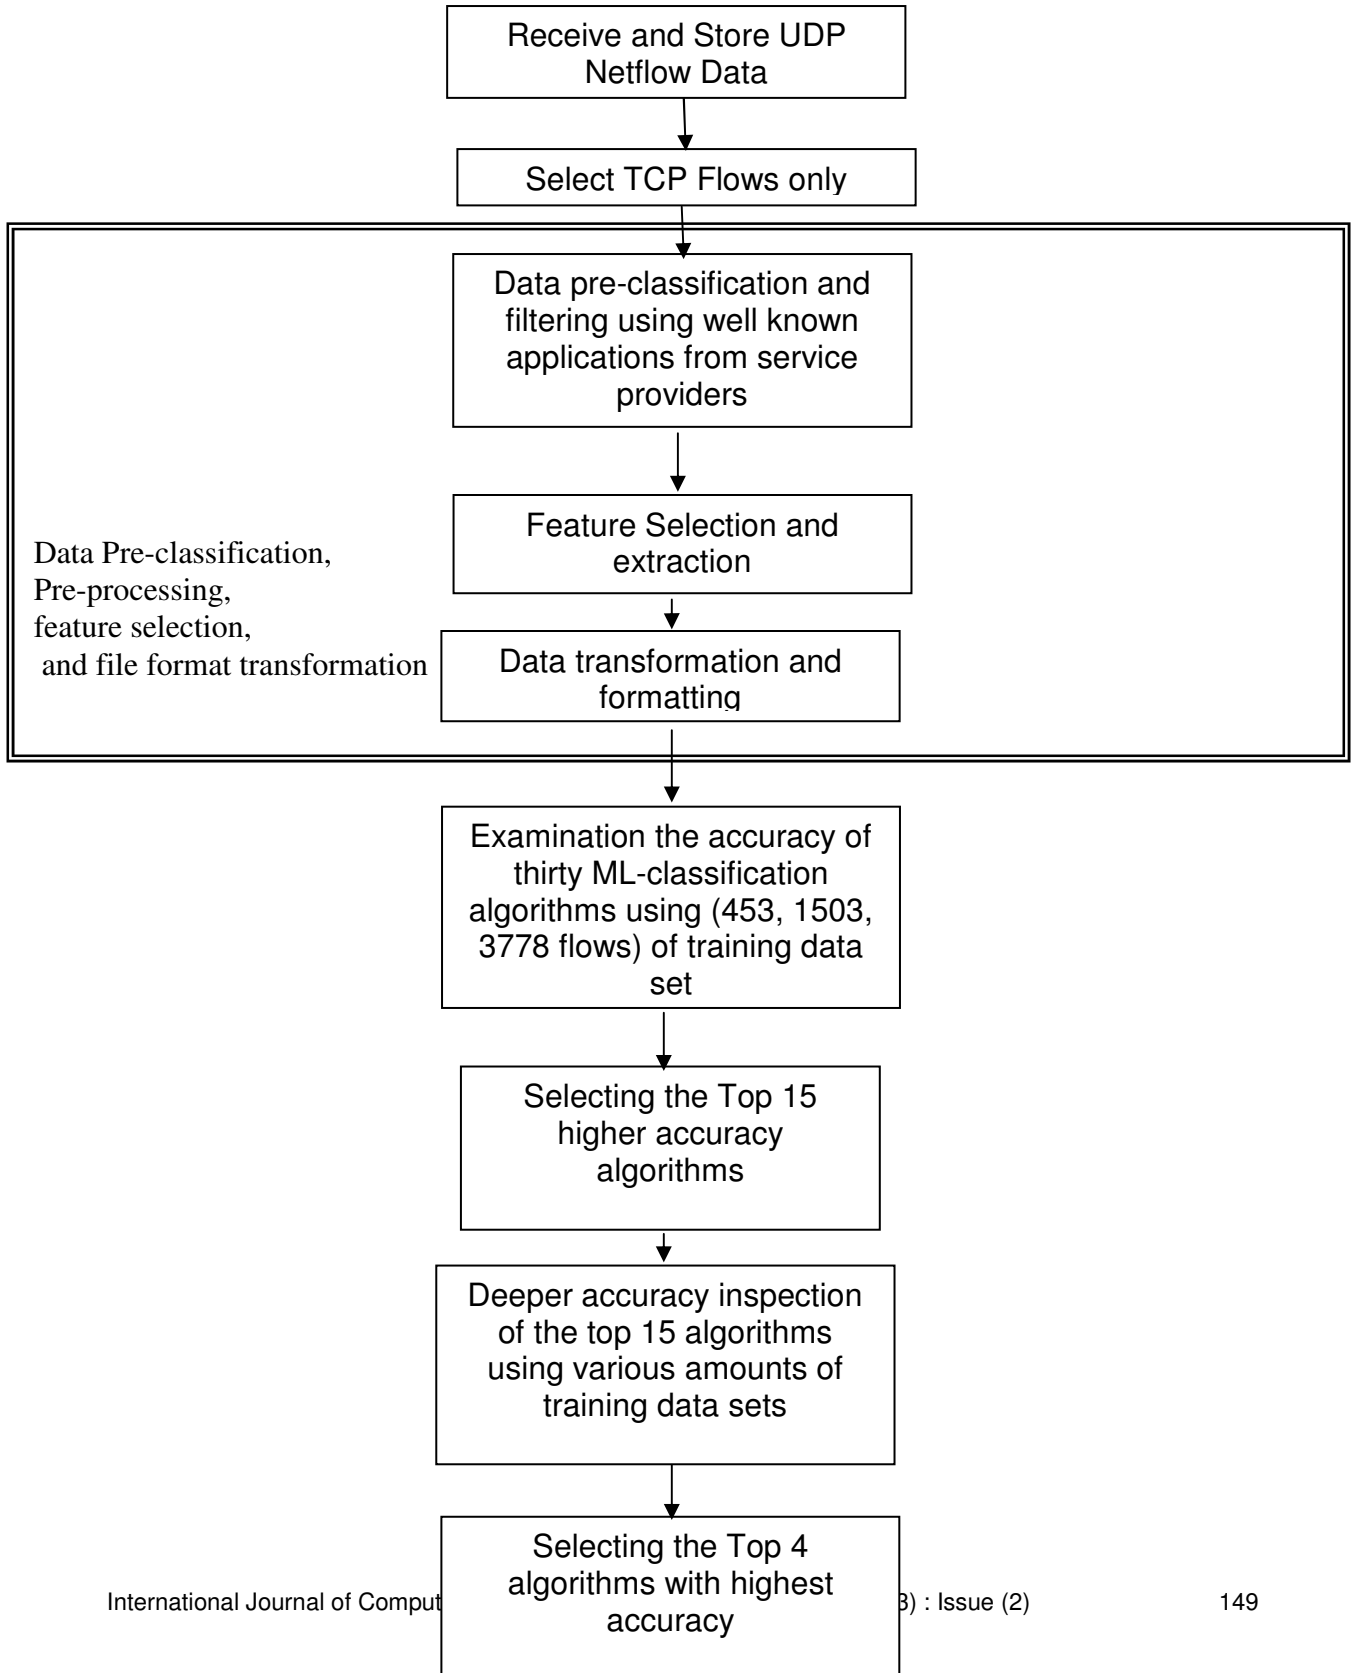 Receive and Store UDP
Netflow Data
Select TCP Flows only
Data pre-classification and
filtering using well known
applications from service
providers
Feature Selection and
extraction
Data Pre-classification,
Pre-processing,
feature selection,
and file format transformation
Data transformation and
formatting
Examination the accuracy of
thirty ML-classification
algorithms using (453, 1503,
3778 flows) of training data
set
Selecting the Top 15
higher accuracy
algorithms
Deeper accuracy inspection
of the top 15 algorithms
using various amounts of
training data sets
Selecting the Top 4
algorithms with highest
accuracy
International Journal of Comput 3) : Issue (2) 149